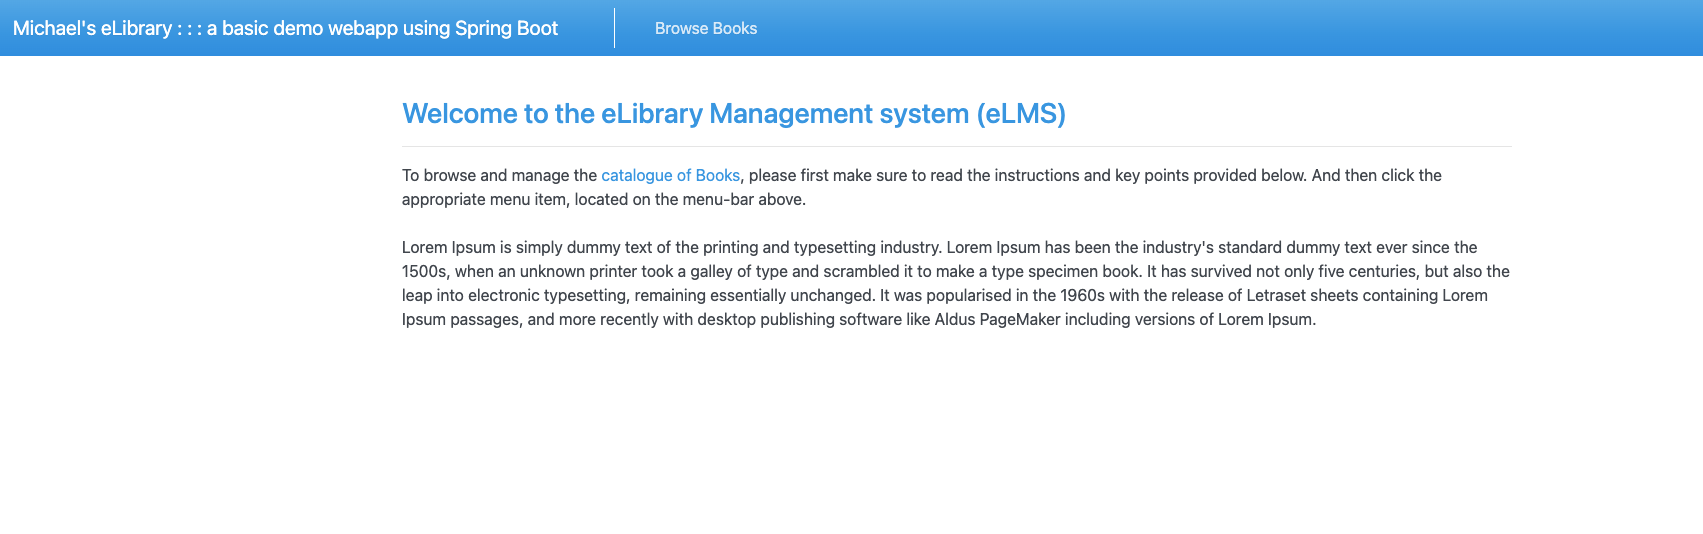 Michael's eLibrary : : : a basic demo webapp using Spring Boot
Browse Books
Welcome to the eLibrary Management system (eLMS)
To browse and manage the catalogue of Books, please first make sure to read the instructions and key points provided below. And then click the
appropriate menu item, located on the menu-bar above.
Lorem Ipsum is simply dummy text of the printing and typesetting industry. Lorem Ipsum has been the industry's standard dummy text ever since the
1500s, when an unknown printer took a galley of type and scrambled it to make a type specimen book. It has survived not only five centuries, but also the
leap into electronic typesetting, remaining essentially unchanged. It was popularised in the 1960s with the release of Letraset sheets containing Lorem
Ipsum passages, and more recently with desktop publishing software like Aldus PageMaker including versions of Lorem Ipsum.